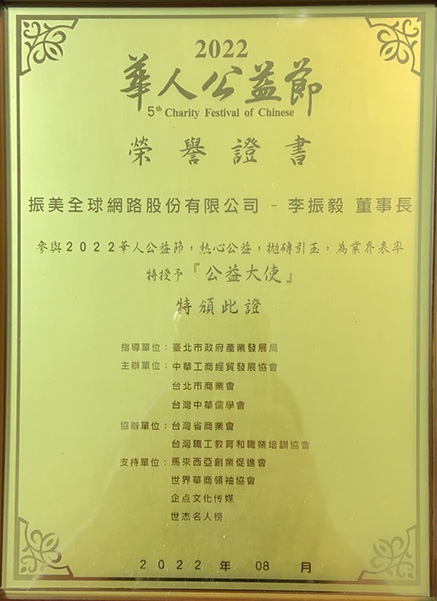 2022
華人公益節
5th Charity Festival of Chinese
榮譽證書
振美全球網路股份有限公司 - 李振毅 董事長
參與2022華人公益節，熱心公益，拋磚引玉，為業界表率
特授予『公益大使』
特頒此證
指導單位：臺北市政府產業發展局
主辦單位：中華工商經貿發展協會
台北市商業會
台灣中華儒學會
協辦單位：台灣省商業會
台灣職工教育和職業培訓協會
支持單位：馬來西亞創業促進會
世界華商領袖協會
企点文化传媒
世杰名人榜
2022 年 08 月